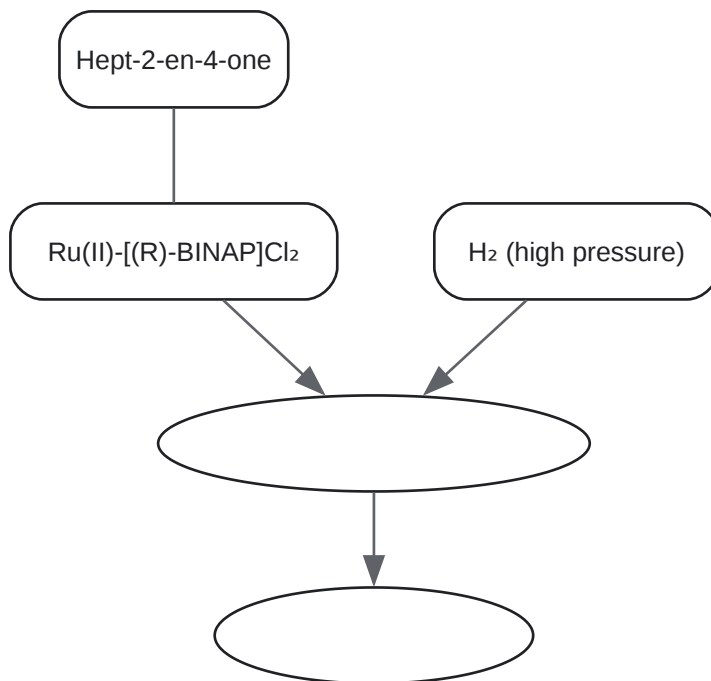 Hept-2-en-4-one
Ru(II)-[(R)-BINAP]Cl₂
H₂ (high pressure)